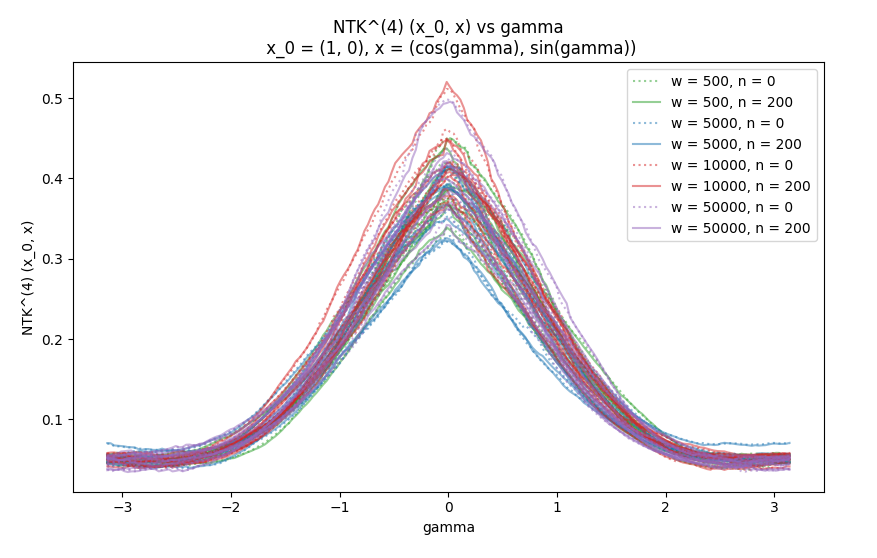 NTK^(4) (x_0, x) vs gamma
x_0 = (1, 0), x = (cos(gamma), sin(gamma))
NTK^(4) (x_0, x)
0.5
0.4
0.3
0.2
0.1
w = 500, n = 0
w = 500, n = 200
w = 5000, n = 0
w = 5000, n = 200
w = 10000, n = 0
w = 10000, n = 200
w = 50000, n = 0
w = 50000, n = 200
−3
−2
−1
0
1
2
3
gamma